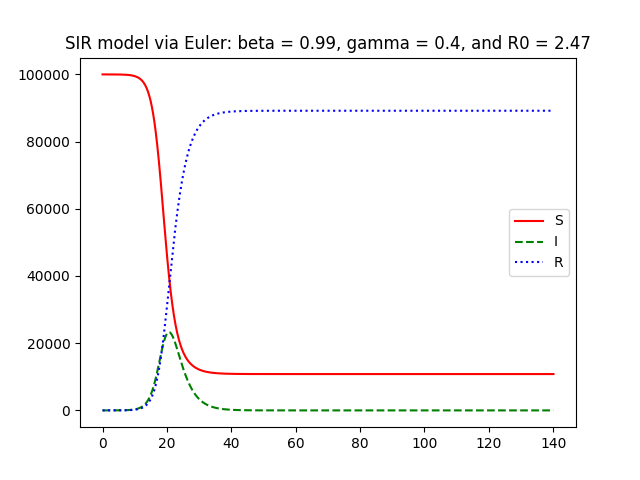 SIR model via Euler: beta = 0.99, gamma = 0.4, and R0 = 2.47
100000
80000
60000
40000
20000
0
S
I
R
0 20 40 60 80 100 120 140